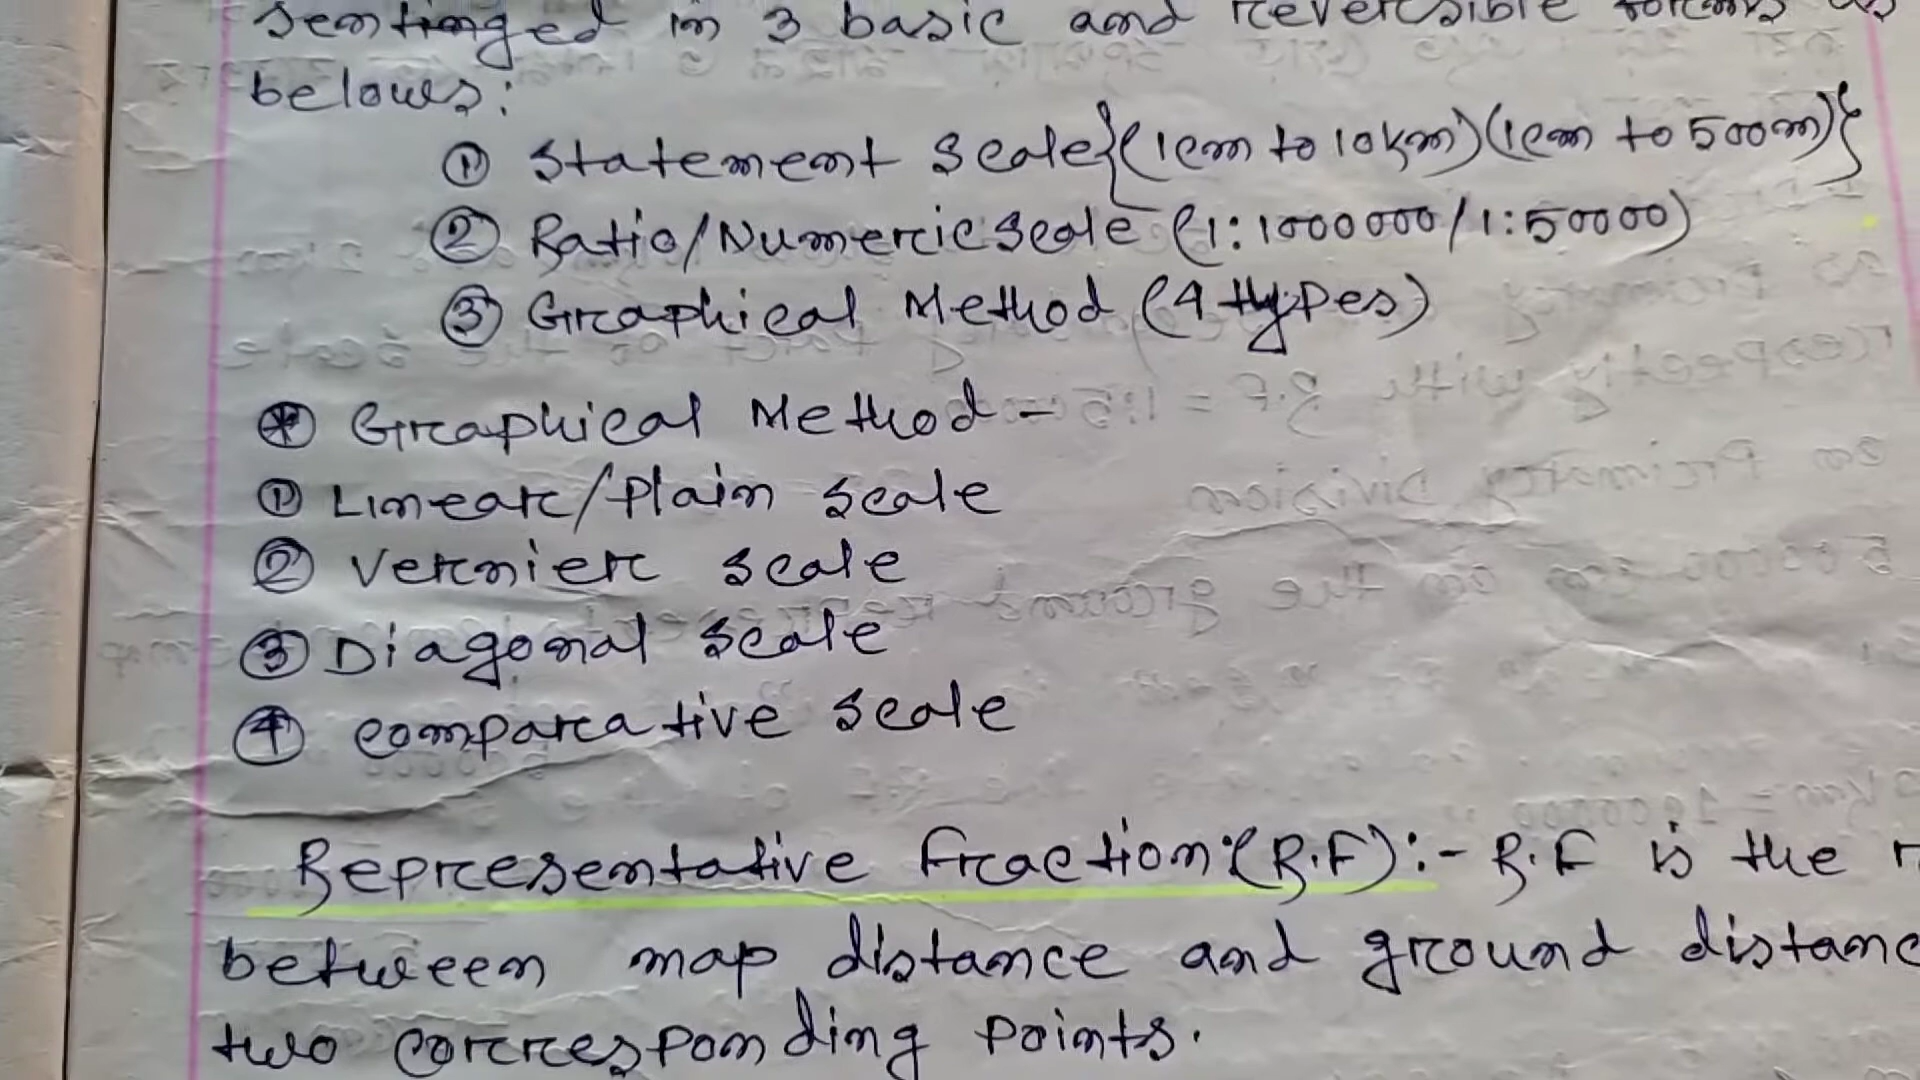 in 3 basic and reversible forms as
belows:
① Statement Scale{(1cm to 10km)(1cm to 500m)}
② Ratio/Numeric scale (1:1000000/1:50000)
③ Graphical Method (4 types)
⊛ Graphical Method -
① Linear/Plain scale
② Vernier scale
③ Diagonal scale
④ comparative scale
Representative Fraction:(R.F):- R.F is the
between map distance and ground distanc
two corresponding points.